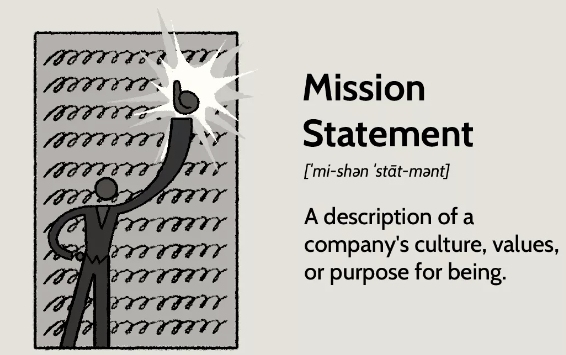 Mission
Statement
['mi-shən 'stāt-mənt]
A description of a
company's culture, values,
or purpose for being.